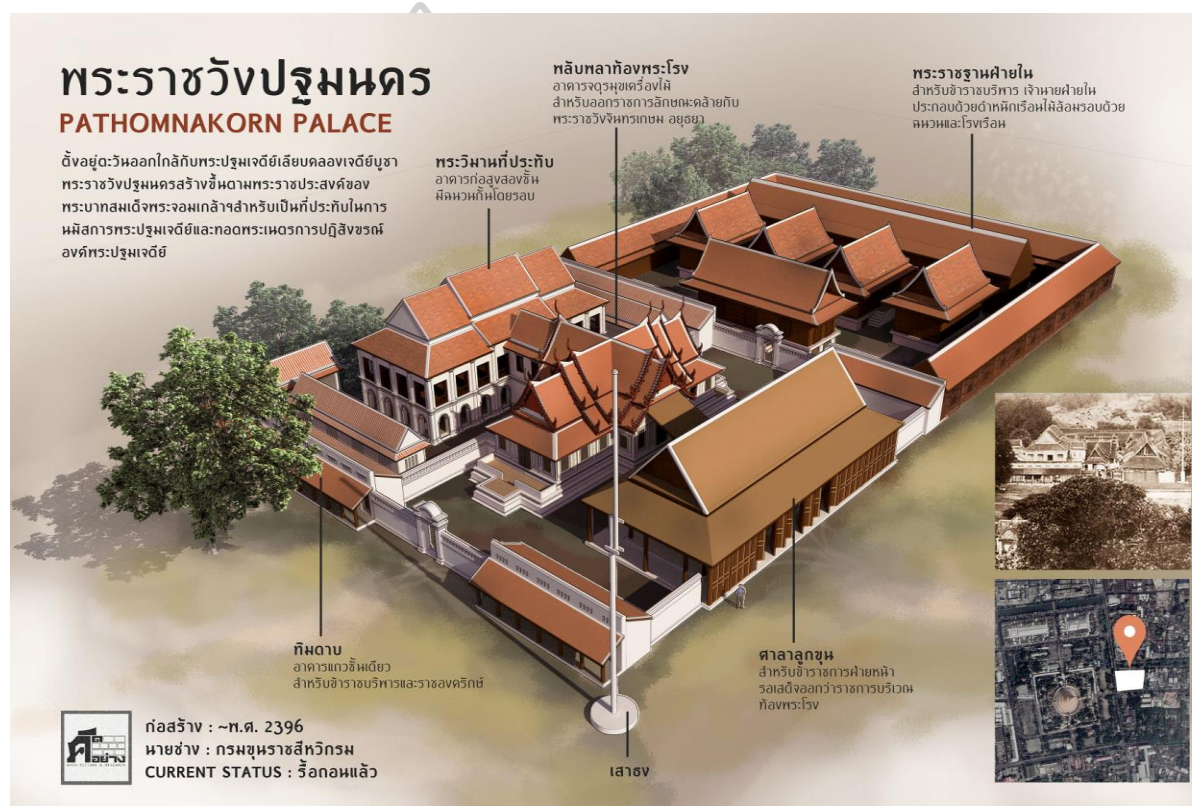 พระราชวังปฐมนคร
PATHOMNAKORN PALACE
ตั้งอยู่ตะวันออกใกล้กับพระปฐมเจดีย์เลียบคลองเจดีย์บูชา
พระราชวังปฐมนครสร้างขึ้นตามพระราชประสงค์ของ
พระบาทสมเด็จพระจอมเกล้าฯสำหรับเป็นที่ประทับในการ
นมัสการพระปฐมเจดีย์และทอดพระเนตรการปฎิสังขรณ์
องค์พระปฐมเจดีย์
พระวิมานที่ประทับ
อาคารก่อสูงสองชั้น
มีฉนวนกั้นโดยรอบ
พลับพลาท้องพระโรง
อาคารจตุรมุขเครื่องไม้
สำหรับออกราชการลักษณะคล้ายกับ
พระราชวังจันทรเกษม อยุธยา
พระราชฐานฝ่ายใน
สำหรับข้าราชบริพาร เจ้านายฝ่ายใน
ประกอบด้วยตำหนักเรือนไม้ล้อมรอบด้วย
ฉนวนและโรงเรือน
ทิมดาบ
อาคารแถวชั้นเดียว
สำหรับข้าราชบริพารและราชองครักษ์
ศาลาลูกขุน
สำหรับข้าราชการฝ่ายหน้า
รอเสด็จออกว่าราชการบริเวณ
ท้องพระโรง
เสาธง
คิดอย่าง
ก่อสร้าง : ~พ.ศ. 2396
นายช่าง : กรมขุนราชสีหวิกรม
CURRENT STATUS : รื้อถอนแล้ว